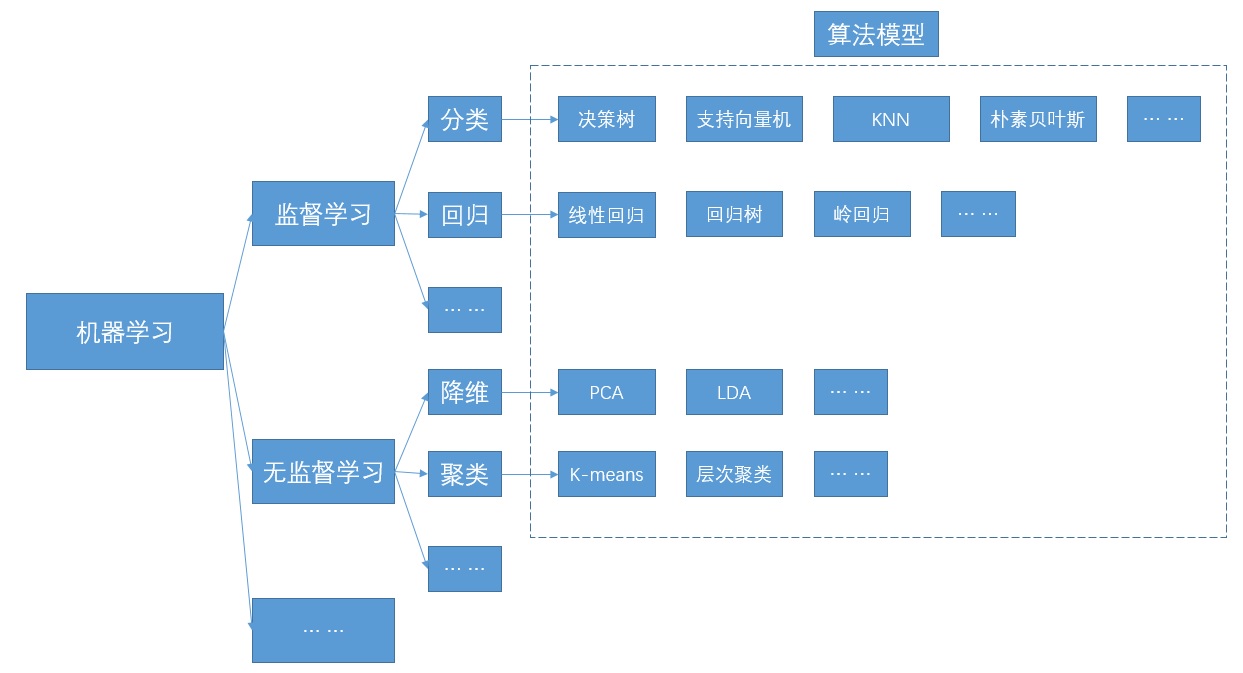 算法模型
分类
决策树
支持向量机
KNN
朴素贝叶斯
… …
监督学习
回归
线性回归
回归树
岭回归
… …
… …
机器学习
降维
PCA
LDA
… …
无监督学习
聚类
K-means
层次聚类
… …
… …
… …